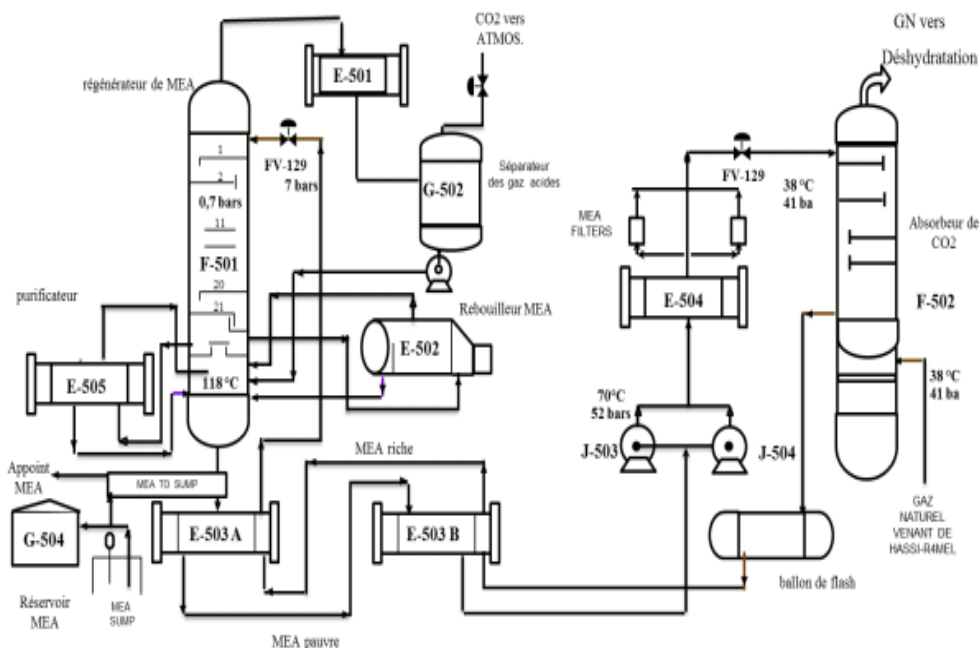 CO2 vers
ATMOS.
GN vers
Déshydratation
régénérateur de MEA
E-501
FV-129
7 bars
1
2
0,7 bars
11
F-501
20
21
118 °C
G-502
Séparateur
des gaz acides
MEA
FILTERS
FV-129
38 °C
41 ba
Absorbeur de
CO2
F-502
E-504
purificateur
E-505
Rebouilleur MEA
E-502
38 °C
41 ba
70°C
52 bars
J-503
J-504
Appoint
MEA
MEA TO SUMP
MEA riche
G-504
E-503 A
E-503 B
GAZ
NATUREL
VENANT DE
HASSI-R4MEL
ballon de flash
Réservoir
MEA
MEA
SUMP
MEA pauvre